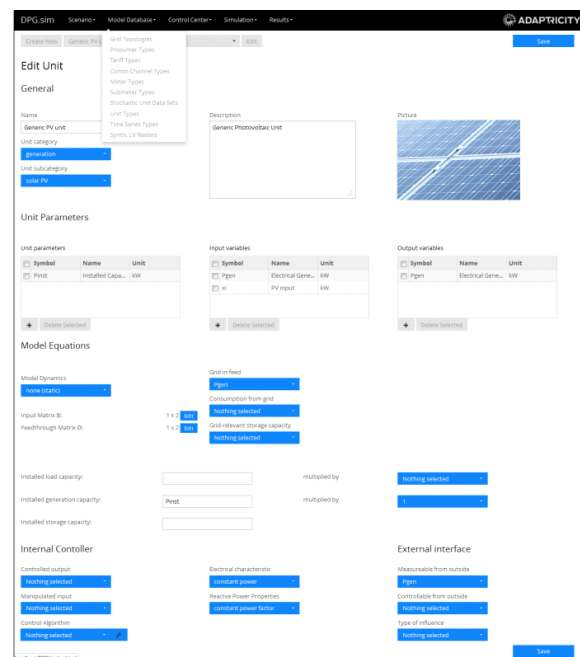 DPG.sim Scenario Model Database Control Center Simulation Results ADAPTRICITY
Create New Generic PV u Edit Save
Grid Topologies
Prosumer Types
Tariff Types
Comm Channel Types
Meter Types
Submeter Types
Stochastic Unit Data Sets
Unit Types
Time Series Types
Synth. LV feeders
Edit Unit
General
Name Description Picture
Generic PV unit Generic Photovoltaic Unit
Unit category
generation
Unit subcategory
solar PV
Unit Parameters
Unit parameters Input variables Output variables
Symbol Name Unit Symbol Name Unit Symbol Name Unit
Pinst Installed Capa... kW Pgen Electrical Gene... kW Pgen Electrical Gene... kW
xi PV input kW
+ Delete Selected + Delete Selected + Delete Selected
Model Equations
Model Dynamics Grid in-feed
none (static) Pgen
Consumption from grid
Input Matrix B: 1 x 2 Edit Nothing selected
Feedthrough Matrix D: 1 x 2 Edit Grid-relevant storage capacity
Nothing selected
Installed load capacity: multiplied by Nothing selected
Installed generation capacity: Pinst multiplied by 1
Installed storage capacity:
Internal Contoller External interface
Controlled output Electrical characteristic Measureable from outside
Nothing selected constant power Pgen
Manipulated input Reactive Power Properties Controllable from outside
Nothing selected constant power factor Nothing selected
Control Algorithm Type of influence
Nothing selected Nothing selected
Save